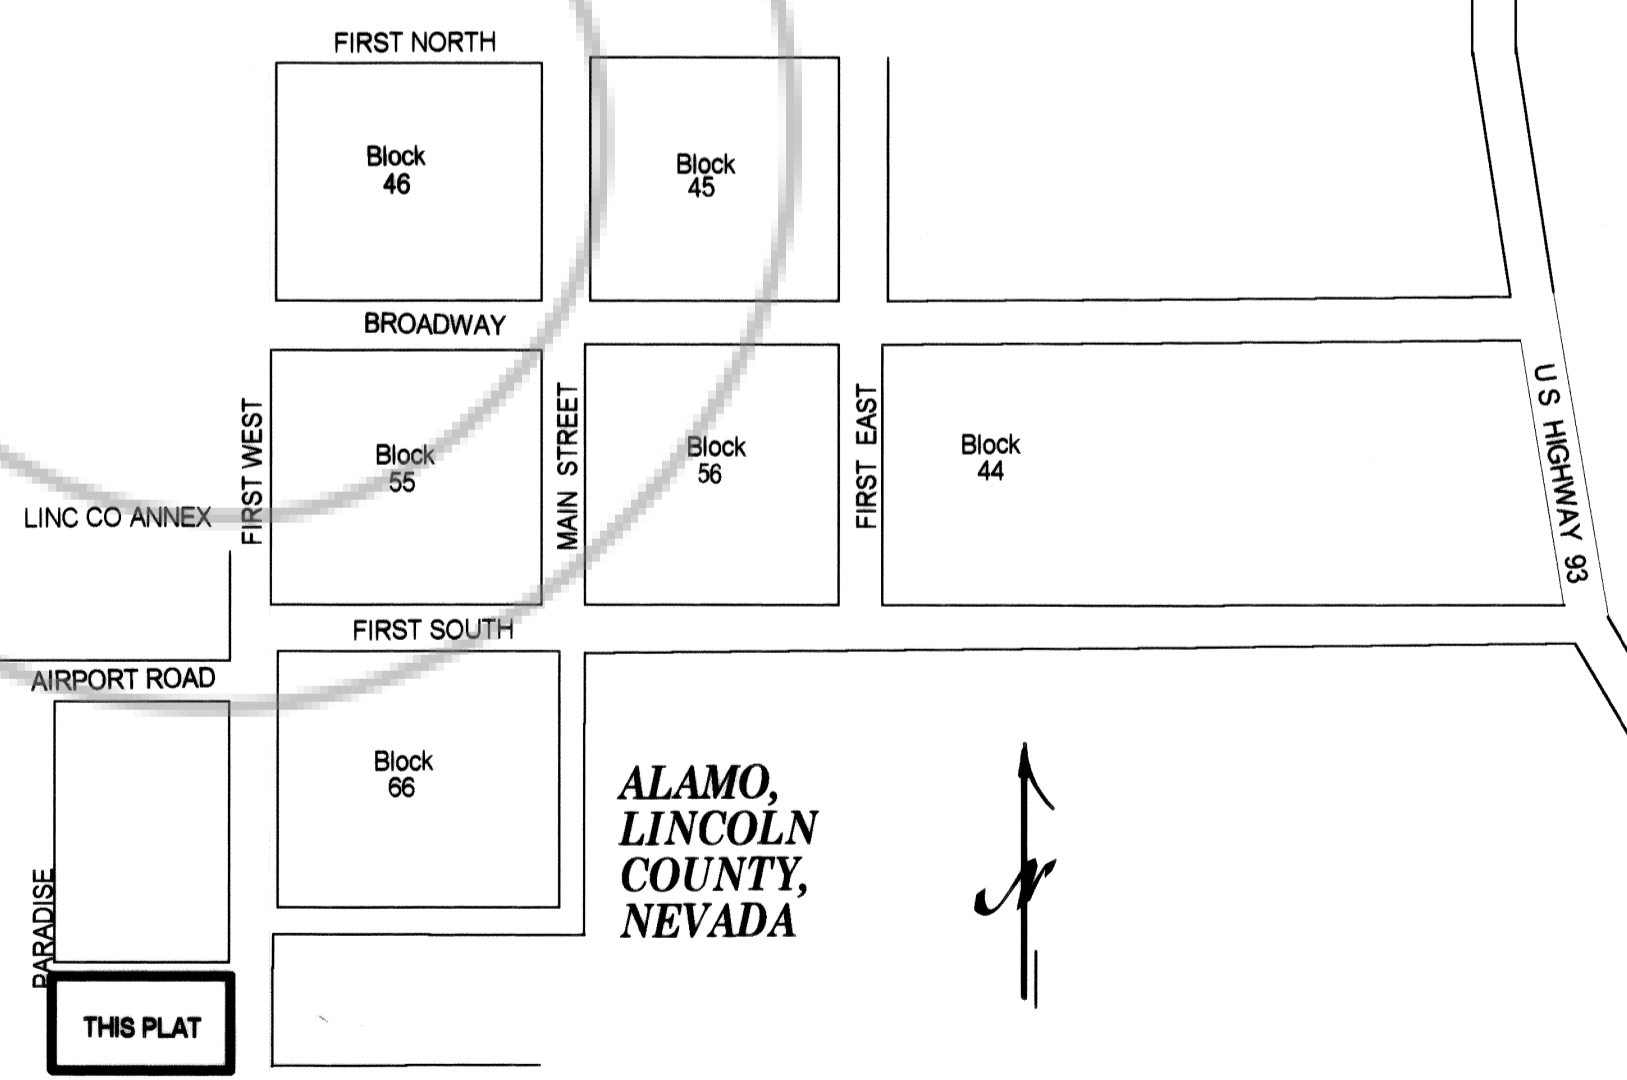 FIRST NORTH
Block
46
Block
45
BROADWAY
FIRST WEST
Block
55
MAIN STREET
Block
56
FIRST EAST
Block
44
US HIGHWAY 93
LINC CO ANNEX
FIRST SOUTH
AIRPORT ROAD
Block
66
PARADISE
THIS PLAT
ALAMO,
LINCOLN
COUNTY,
NEVADA
N